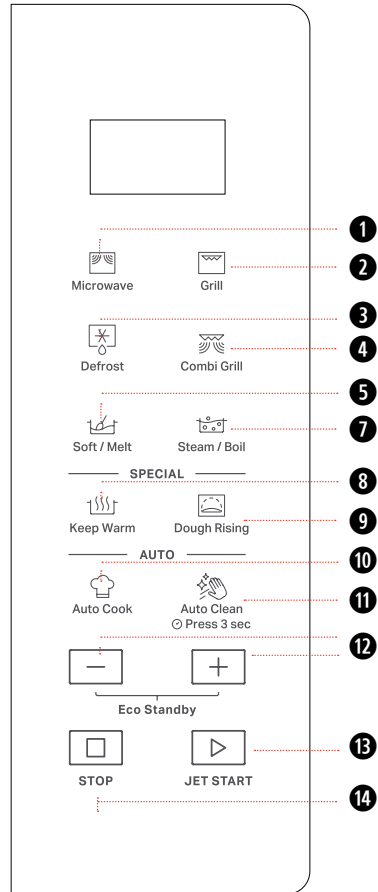 1
Microwave
Grill
2
3
Defrost
Combi Grill
4
5
Soft / Melt
Steam / Boil
7
SPECIAL
8
Keep Warm
Dough Rising
9
AUTO
10
Auto Cook
Auto Clean
Press 3 sec
11
12
Eco Standby
STOP
JET START
13
14